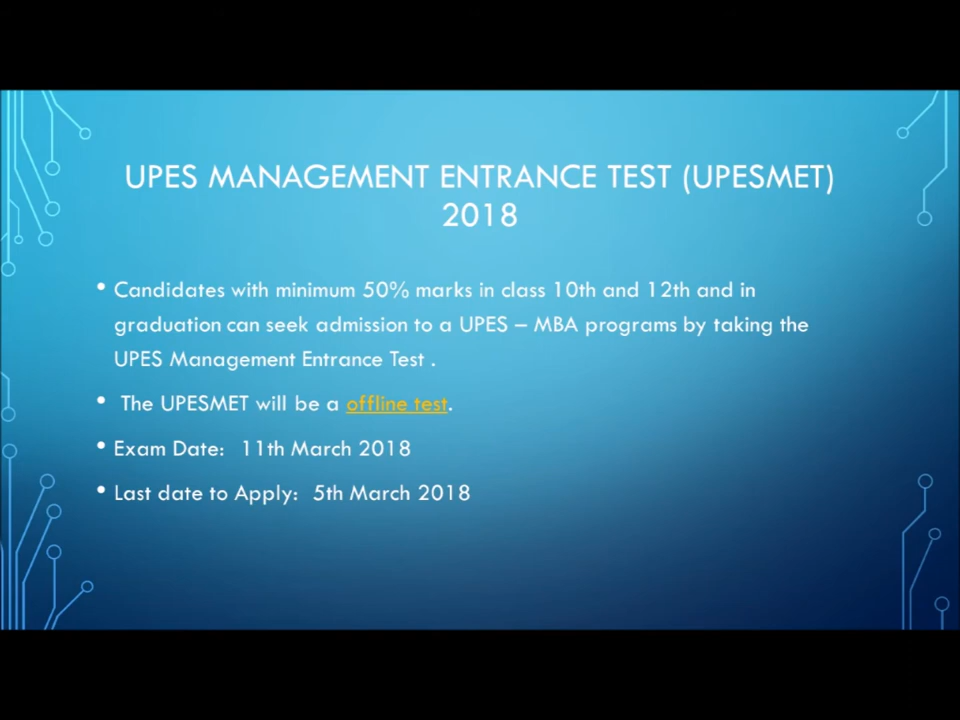 UPES MANAGEMENT ENTRANCE TEST (UPESMET)
2018
• Candidates with minimum 50% marks in class 10th and 12th and in
graduation can seek admission to a UPES – MBA programs by taking the
UPES Management Entrance Test .
• The UPESMET will be a offline test.
• Exam Date: 11th March 2018
• Last date to Apply: 5th March 2018